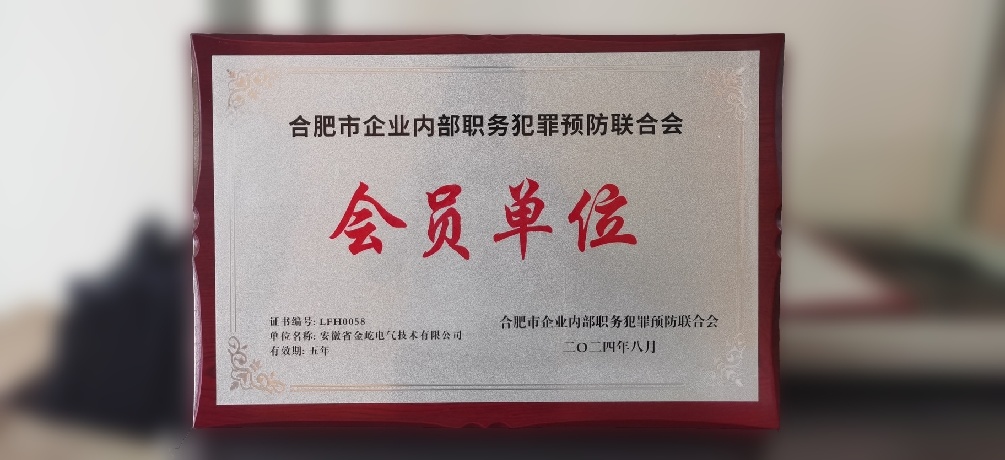 合肥市企业内部职务犯罪预防联合会
会员单位
证书编号: LFH0058
单位名称: 安徽省金屹电气技术有限公司
有效期: 五年
合肥市企业内部职务犯罪预防联合会
二〇二四年八月